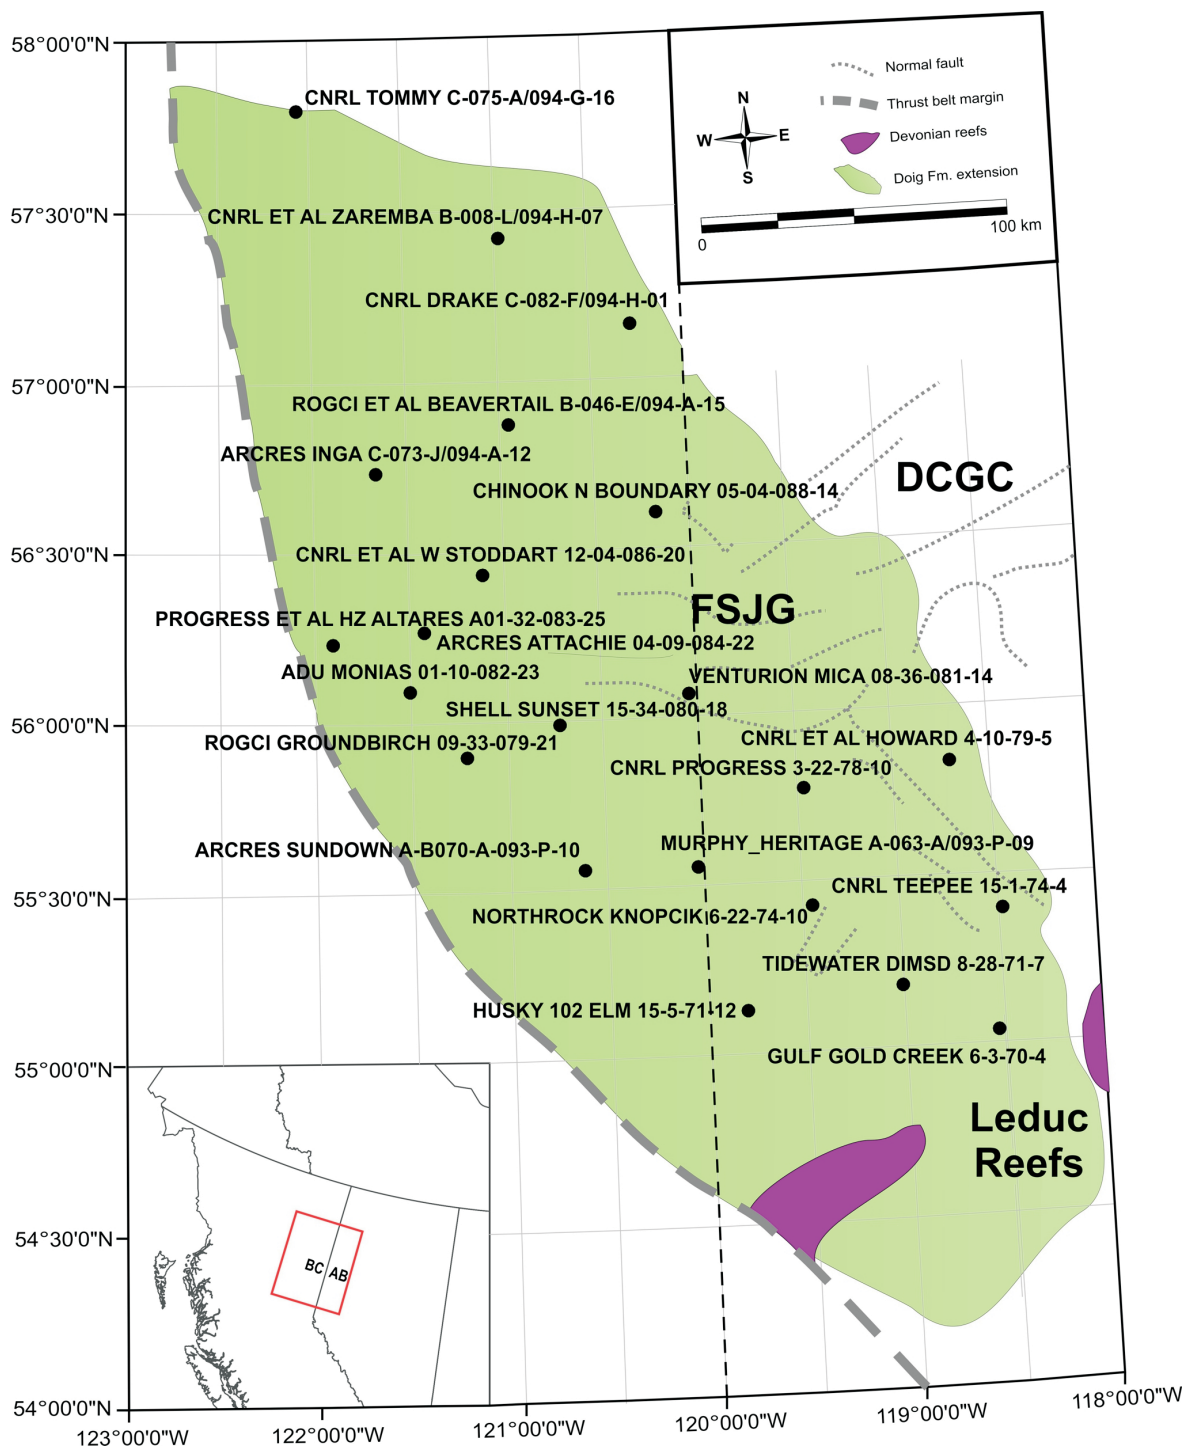 58°00'0"N
CNRL TOMMY C-075-A/094-G-16
Normal fault
Thrust belt margin
Devonian reefs
Doig Fm. extension
N
W
E
S
0
100 km
57°30'0"N
CNRL ET AL ZAREMBA B-008-L/094-H-07
CNRL DRAKE C-082-F/094-H-01
57°00'0"N
ROGCI ET AL BEAVERTAIL B-046-E/094-A-15
ARCRES INGA C-073-J/094-A-12
DCGC
CHINOOK N BOUNDARY 05-04-088-14
56°30'0"N
CNRL ET AL W STODDART 12-04-086-20
FSJG
PROGRESS ET AL HZ ALTARES A01-32-083-25
ARCRES ATTACHIE 04-09-084-22
ADU MONIAS 01-10-082-23
VENTURION MICA 08-36-081-14
SHELL SUNSET 15-34-080-18
56°00'0"N
ROGCI GROUNDBIRCH 09-33-079-21
CNRL ET AL HOWARD 4-10-79-5
CNRL PROGRESS 3-22-78-10
MURPHY_HERITAGE A-063-A/093-P-09
ARCRES SUNDOWN A-B070-A-093-P-10
CNRL TEEPEE 15-1-74-4
55°30'0"N
NORTHROCK KNOPCIK 6-22-74-10
TIDEWATER DIMSD 8-28-71-7
HUSKY 102 ELM 15-5-71-12
GULF GOLD CREEK 6-3-70-4
55°00'0"N
Leduc
Reefs
54°30'0"N
BC
AB
54°00'0"N
123°00'0"W
122°00'0"W
121°00'0"W
120°00'0"W
119°00'0"W
118°00'0"W